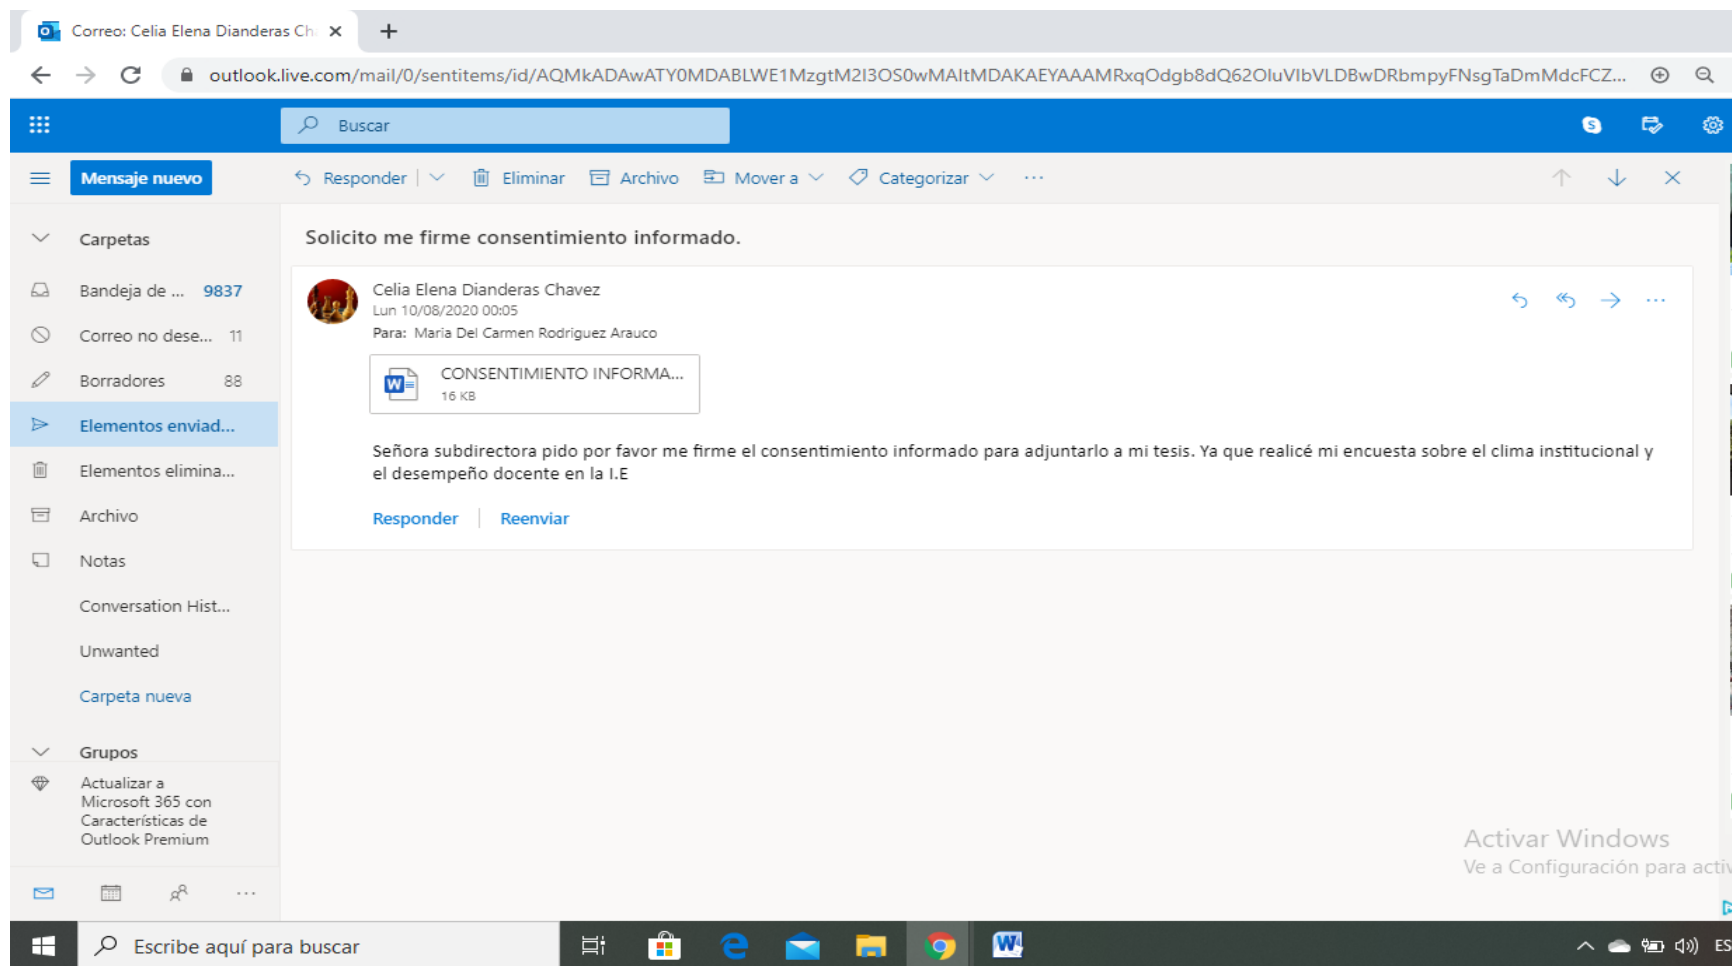 Correo: Celia Elena Dianderas Ch
outlook.live.com/mail/0/sentitems/id/
Buscar
Mensaje nuevo
Responder Eliminar Archivo Mover a Categorizar ...
Carpetas
Solicito me firme consentimiento informado.
Bandeja de ... 9837
Celia Elena Dianderas Chavez
Lun 10/08/2020 00:05
Para: Maria Del Carmen Rodriguez Arauco
Correo no dese... 11
CONSENTIMIENTO INFORMA...
16 KB
Borradores 88
Elementos enviad...
Señora subdirectora pido por favor me firme el consentimiento informado para adjuntarlo a mi tesis. Ya que realicé mi encuesta sobre el clima institucional y
el desempeño docente en la I.E
Elementos elimina...
Responder Reenviar
Archivo
Notas
Conversation Hist...
Unwanted
Carpeta nueva
Grupos
Actualizar a
Microsoft 365 con
Características de
Outlook Premium
Activar Windows
Ve a Configuración para activ
Escribe aquí para buscar
ES